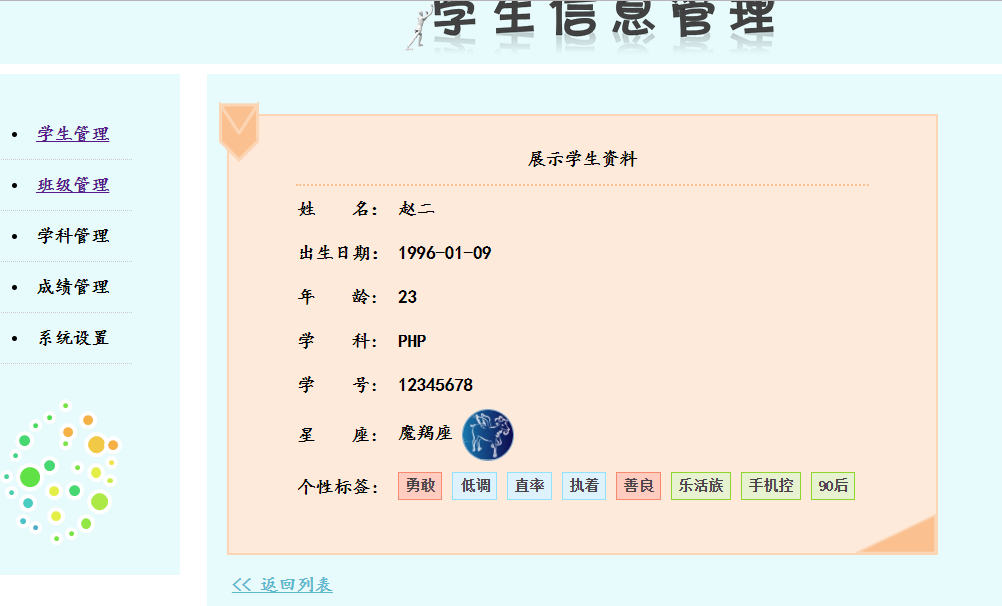 学生信息管理
学生管理
班级管理
学科管理
成绩管理
系统设置
展示学生资料
姓 名: 赵二
出生日期: 1996-01-09
年 龄: 23
学 科: PHP
学 号: 12345678
星 座: 魔羯座
个性标签: 勇敢 低调 直率 执着 善良 乐活族 手机控 90后
<< 返回列表